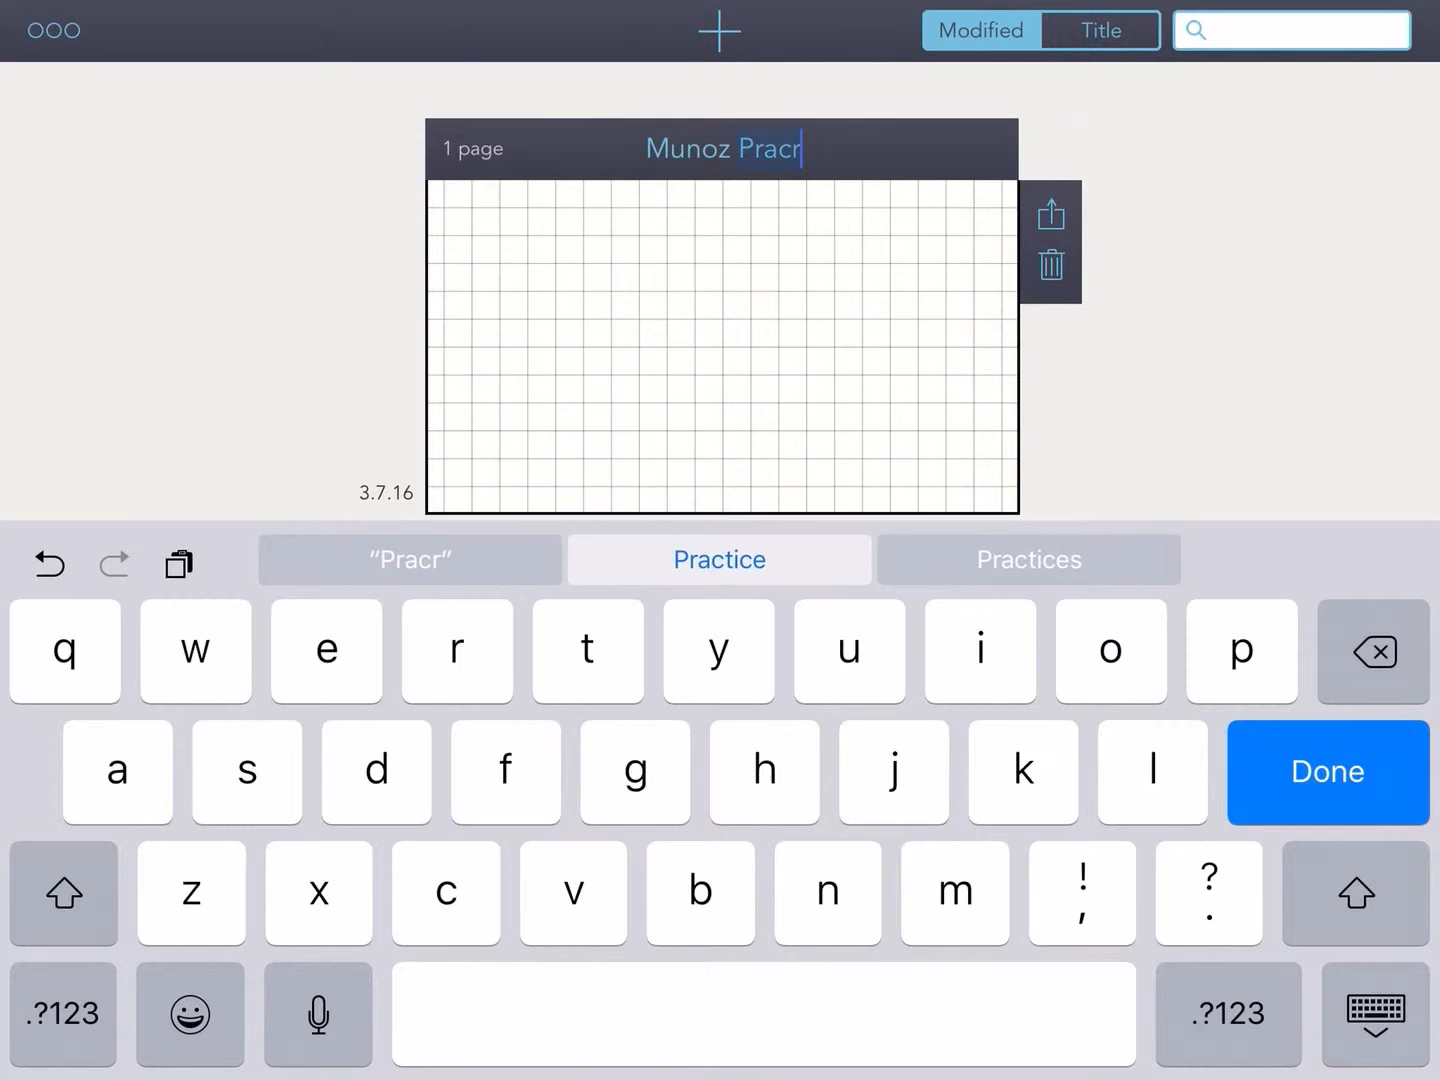 Modified Title
1 page Munoz Pracr
3.7.16
"Pracr" Practice Practices
q w e r t y u i o p
a s d f g h j k l Done
z x c v b n m ! , ? .
.?123 .?123